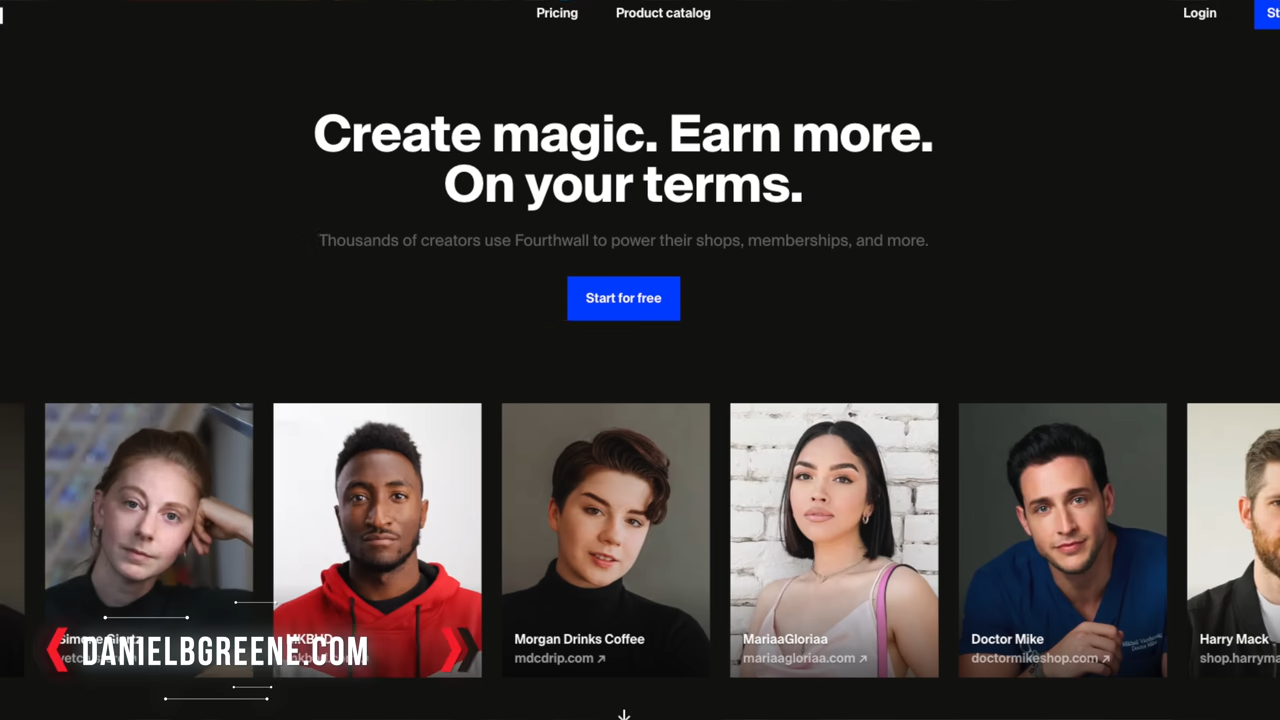 Pricing
Product catalog
Login
Create magic. Earn more.
On your terms.
Thousands of creators use Fourthwall to power their shops, memberships, and more.
Start for free
DANIELBGREENE.COM
Morgan Drinks Coffee
mdcdrip.com ↗
MariaaGloriaa
mariaagloriaa.com ↗
Doctor Mike
doctormikeshop.com ↗
Harry Mack